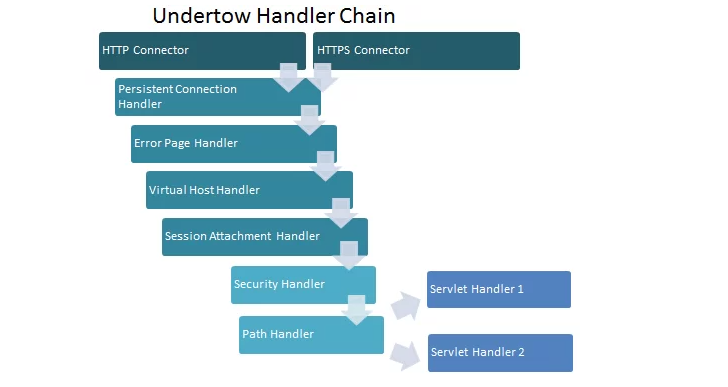 Undertow Handler Chain
HTTP Connector
HTTPS Connector
Persistent Connection
Handler
Error Page Handler
Virtual Host Handler
Session Attachment Handler
Security Handler
Servlet Handler 1
Path Handler
Servlet Handler 2